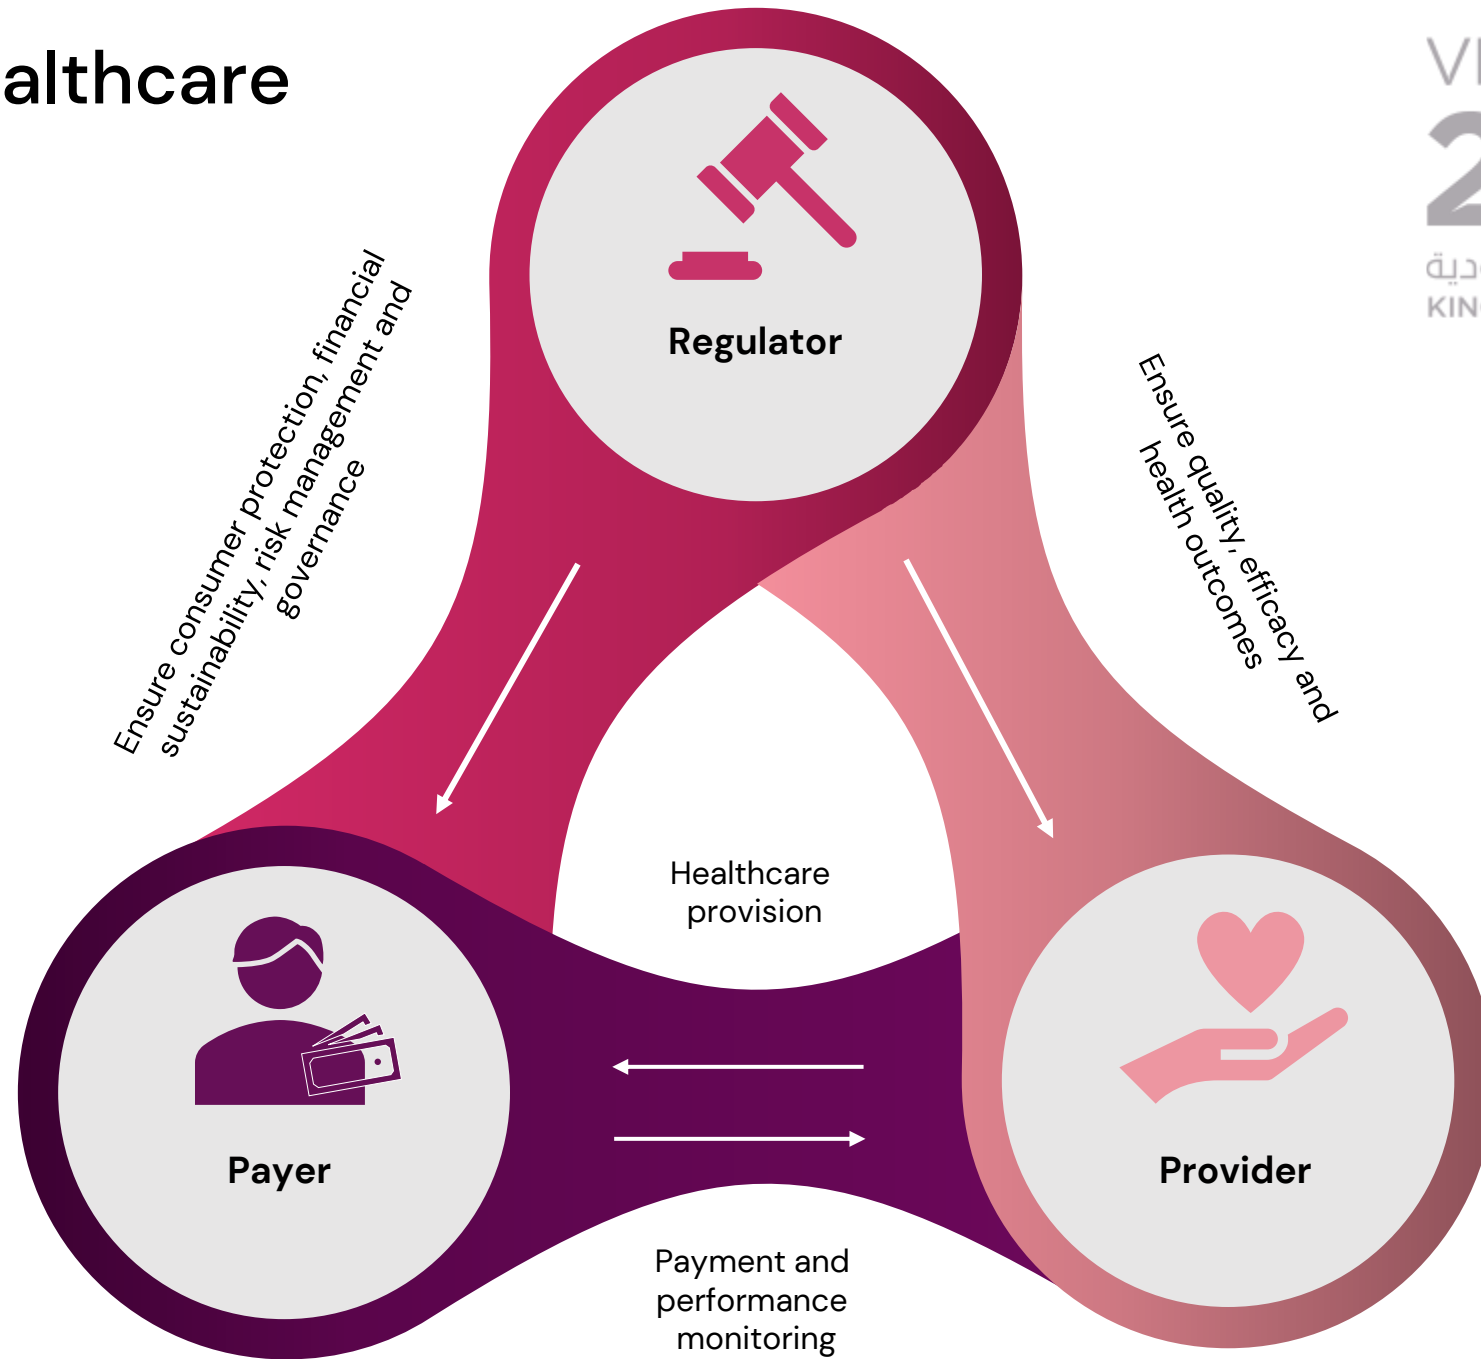 althcare
Regulator
Ensure consumer protection, financial
sustainability, risk management and
governance
Ensure quality, efficacy and
health outcomes
Healthcare
provision
Payer
Provider
Payment and
performance
monitoring